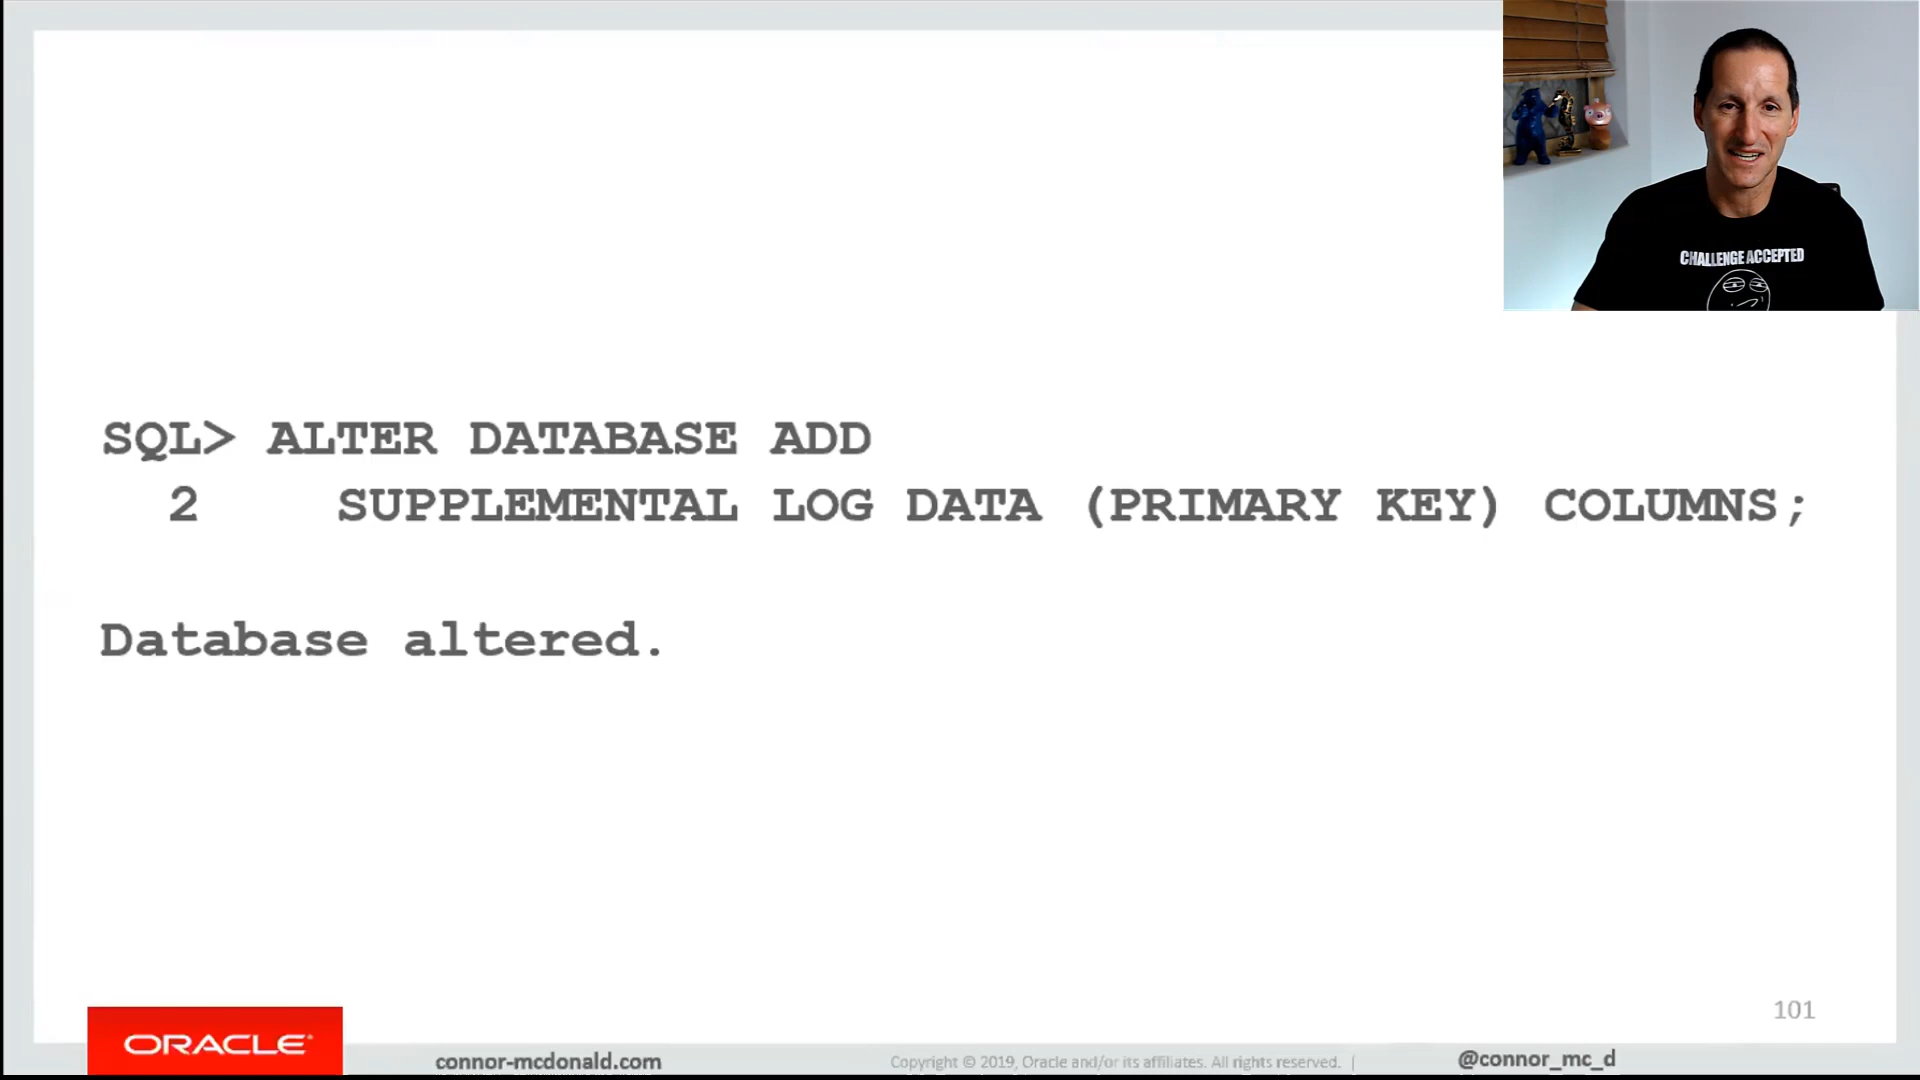 CHALLENGE ACCEPTED
SQL> ALTER DATABASE ADD
  2    SUPPLEMENTAL LOG DATA (PRIMARY KEY) COLUMNS;
Database altered.
101
ORACLE®
connor-mcdonald.com
Copyright © 2019, Oracle and/or its affiliates. All rights reserved. |
@connor_mc_d